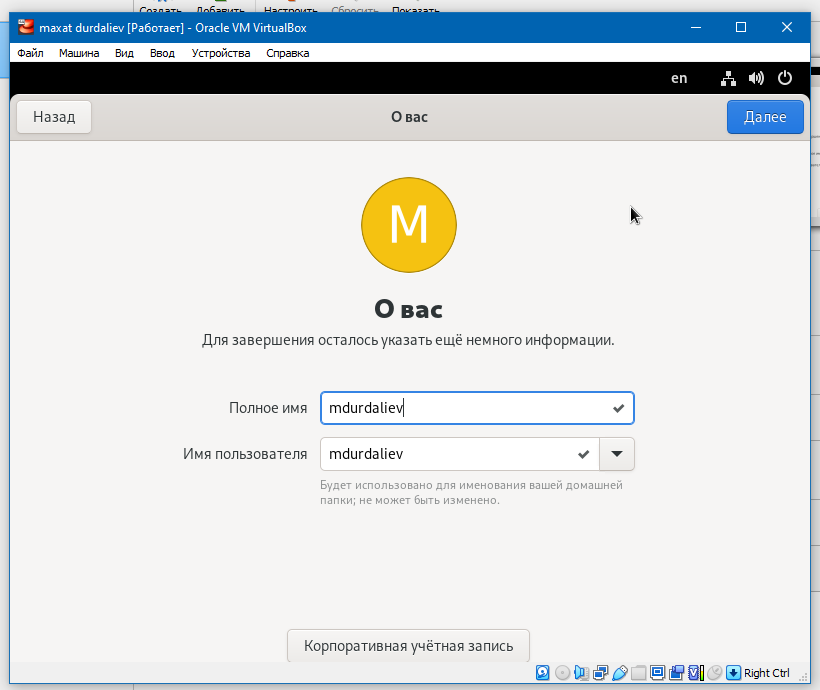 Создать Добавить Настроить Сбросить Показать
maxat durdaliev [Работает] - Oracle VM VirtualBox
Файл Машина Вид Ввод Устройства Справка
en
Назад О вас Далее
M
О вас
Для завершения осталось указать ещё немного информации.
Полное имя mdurdaliev
Имя пользователя mdurdaliev
Будет использовано для именования вашей домашней
папки; не может быть изменено.
Корпоративная учётная запись
Right Ctrl